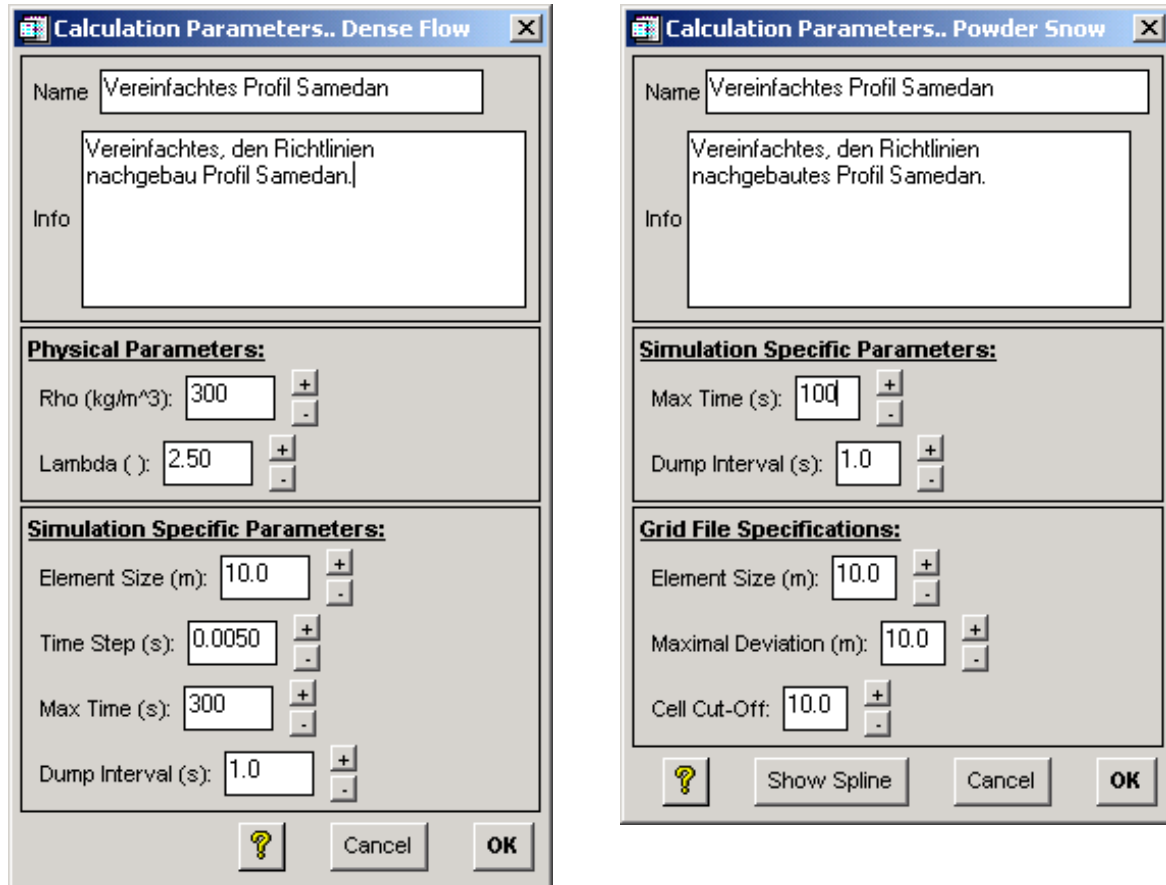 Calculation Parameters.. Dense Flow
Name Vereinfachtes Profil Samedan
Info
Vereinfachtes, den Richtlinien
nachgebau Profil Samedan.
Physical Parameters:
Rho (kg/m^3): 300 + -
Lambda ( ): 2.50 + -
Simulation Specific Parameters:
Element Size (m): 10.0 + -
Time Step (s): 0.0050 + -
Max Time (s): 300 + -
Dump Interval (s): 1.0 + -
? Cancel OK
Calculation Parameters.. Powder Snow
Name Vereinfachtes Profil Samedan
Info
Vereinfachtes, den Richtlinien
nachgebautes Profil Samedan.
Simulation Specific Parameters:
Max Time (s): 100 + -
Dump Interval (s): 1.0 + -
Grid File Specifications:
Element Size (m): 10.0 + -
Maximal Deviation (m): 10.0 + -
Cell Cut-Off: 10.0 + -
? Show Spline Cancel OK